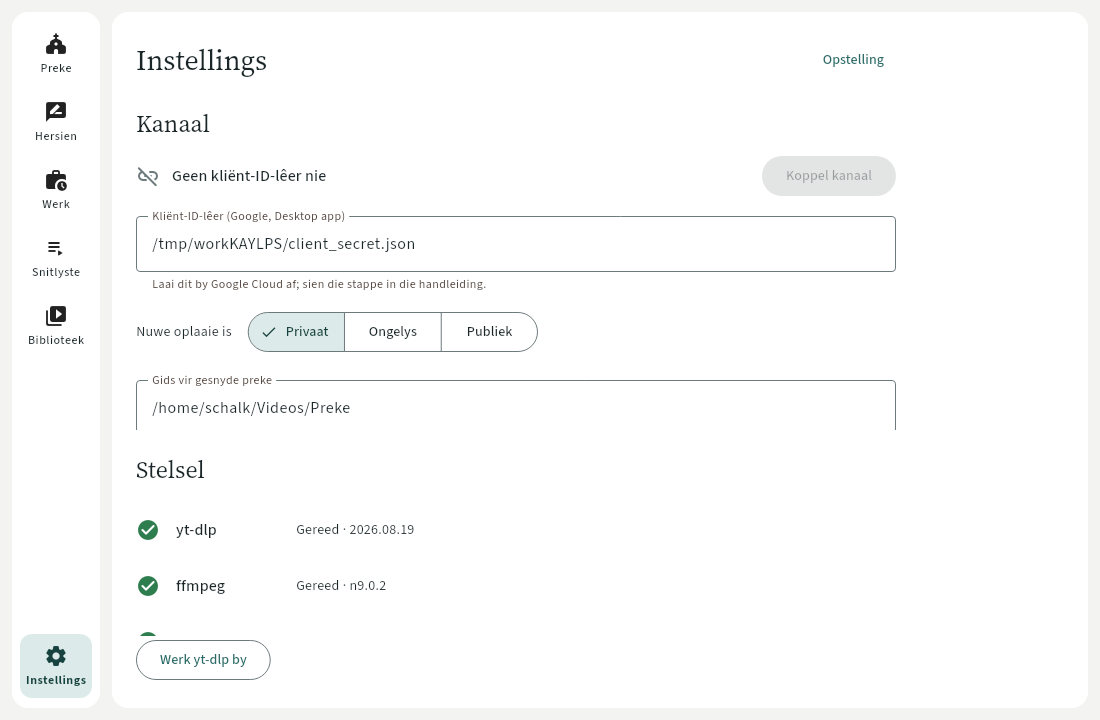 Preke
Hersien
Werk
Snitlyste
Biblioteek
Instellings
Instellings
Opstelling
Kanaal
Geen kliënt-ID-lêer nie
Koppel kanaal
Kliënt-ID-lêer (Google, Desktop app)
/tmp/workKAYLPS/client_secret.json
Laai dit by Google Cloud af; sien die stappe in die handleiding.
Nuwe oplaaie is
Privaat
Ongelys
Publiek
Gids vir gesnyde preke
/home/schalk/Videos/Preke
Stelsel
yt-dlp
Gereed · 2026.08.19
ffmpeg
Gereed · n9.0.2
Werk yt-dlp by